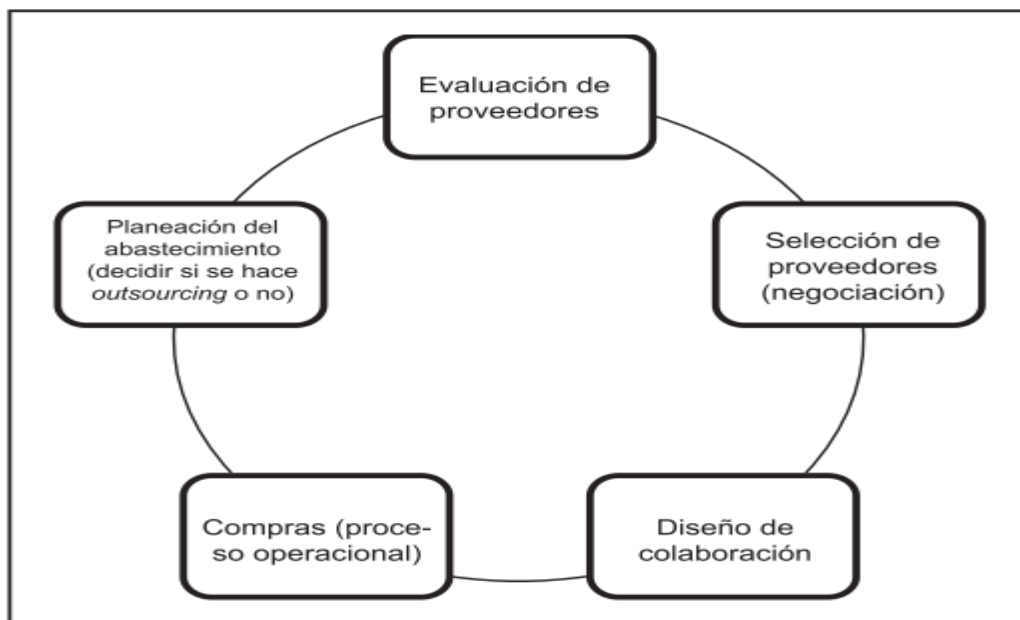 Evaluación de
proveedores
Selección de
proveedores
(negociación)
Diseño de
colaboración
Compras (proce-
so operacional)
Planeación del
abastecimiento
(decidir si se hace
outsourcing o no)